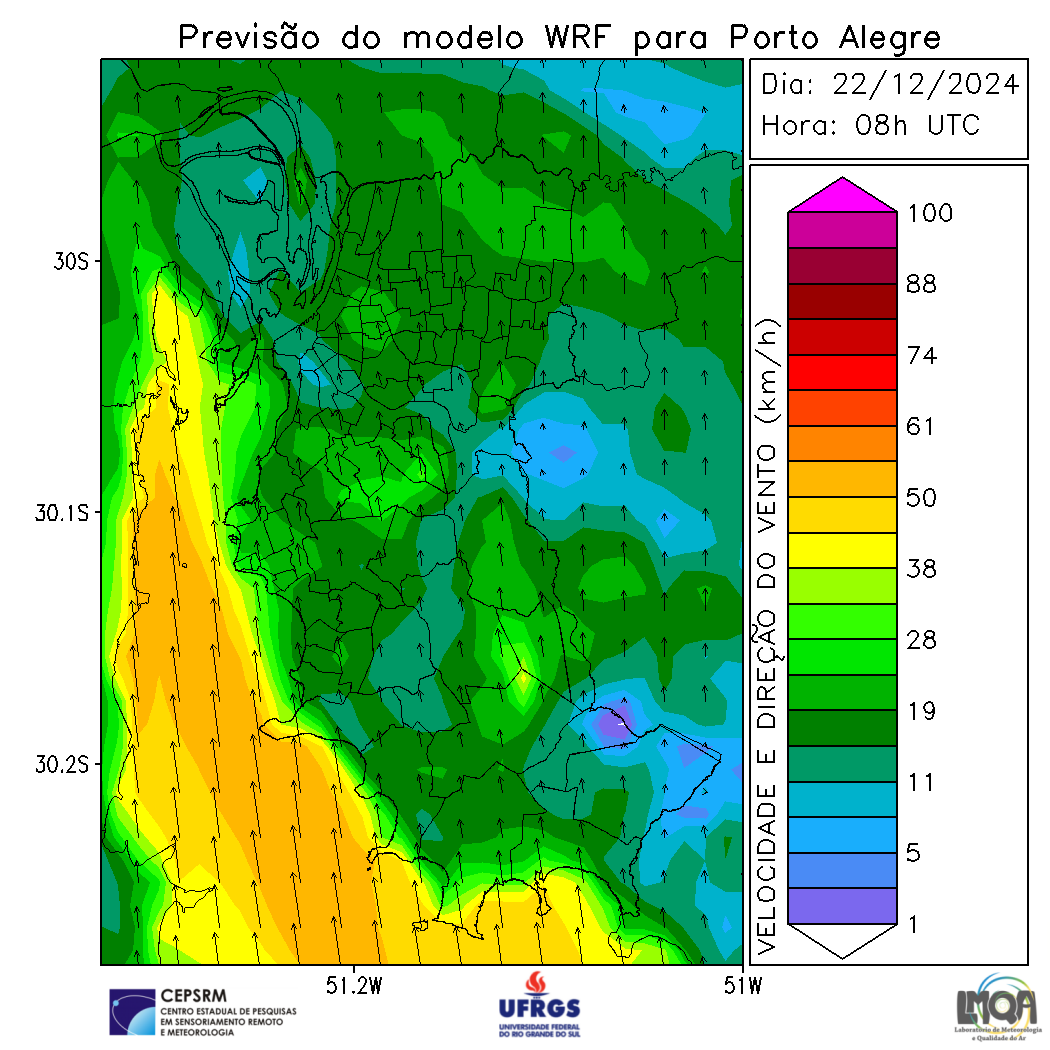 Previsão do modelo WRF para Porto Alegre
Dia: 22/12/2024
Hora: 08h UTC
30S
30.1S
30.2S
51.2W
51W
VELOCIDADE E DIREÇÃO DO VENTO (km/h)
100
88
74
61
50
38
28
19
11
5
1
CEPSRM
CENTRO ESTADUAL DE PESQUISAS
EM SENSORIAMENTO REMOTO
E METEOROLOGIA
UFRGS
UNIVERSIDADE FEDERAL
DO RIO GRANDE DO SUL
LMQA
Laboratório de Meteorologia
e Qualidade do Ar